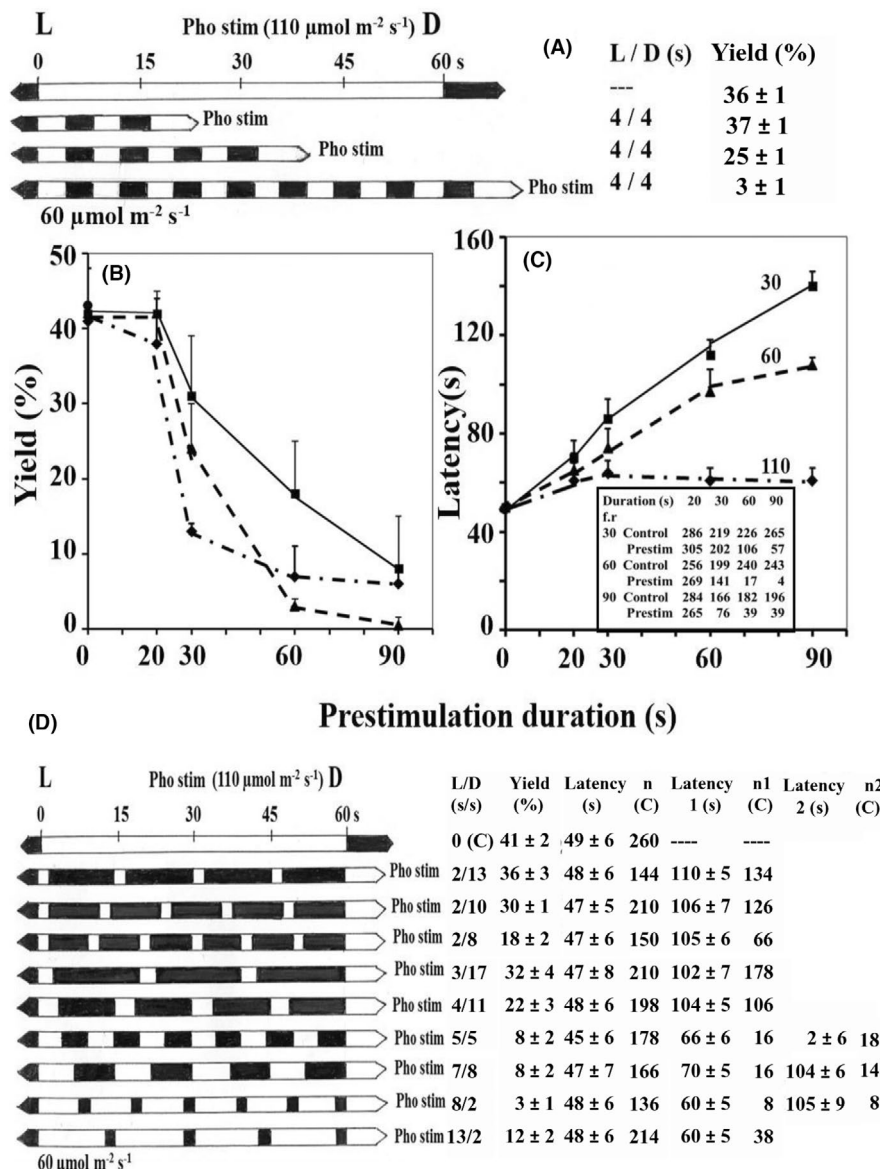 L Pho stim (110 µmol m⁻² s⁻¹) D
0 15 30 45 60 s
Pho stim
Pho stim
Pho stim
60 µmol m⁻² s⁻¹
(A)
L / D (s) Yield (%)
--- 36 ± 1
4 / 4 37 ± 1
4 / 4 25 ± 1
4 / 4 3 ± 1
(B)
Yield (%)
50
40
30
20
10
0
0 20 30 60 90
(C)
Latency(s)
160
120
80
40
0
30
60
110
Duration (s) 20 30 60 90
f.r
30 Control 286 219 226 265
Prestim 305 202 106 57
60 Control 256 199 240 243
Prestim 269 141 17 4
90 Control 284 166 182 196
Prestim 265 76 39 39
0 20 30 60 90
Prestimulation duration (s)
(D)
L Pho stim (110 µmol m⁻² s⁻¹) D
0 15 30 45 60 s
L/D Yield Latency n Latency n1 Latency n2
(s/s) (%) (s) (C) 1 (s) (C) 2 (s) (C)
0 (C) 41 ± 2 49 ± 6 260 ---- ----
Pho stim 2/13 36 ± 3 48 ± 6 144 110 ± 5 134
Pho stim 2/10 30 ± 1 47 ± 5 210 106 ± 7 126
Pho stim 2/8 18 ± 2 47 ± 6 150 105 ± 6 66
Pho stim 3/17 32 ± 4 47 ± 8 210 102 ± 7 178
Pho stim 4/11 22 ± 3 48 ± 6 198 104 ± 5 106
Pho stim 5/5 8 ± 2 45 ± 6 178 66 ± 6 16 2 ± 6 18
Pho stim 7/8 8 ± 2 47 ± 7 166 70 ± 5 16 104 ± 6 14
Pho stim 8/2 3 ± 1 48 ± 6 136 60 ± 5 8 105 ± 9 8
Pho stim 13/2 12 ± 2 48 ± 6 214 60 ± 5 38
60 µmol m⁻² s⁻¹